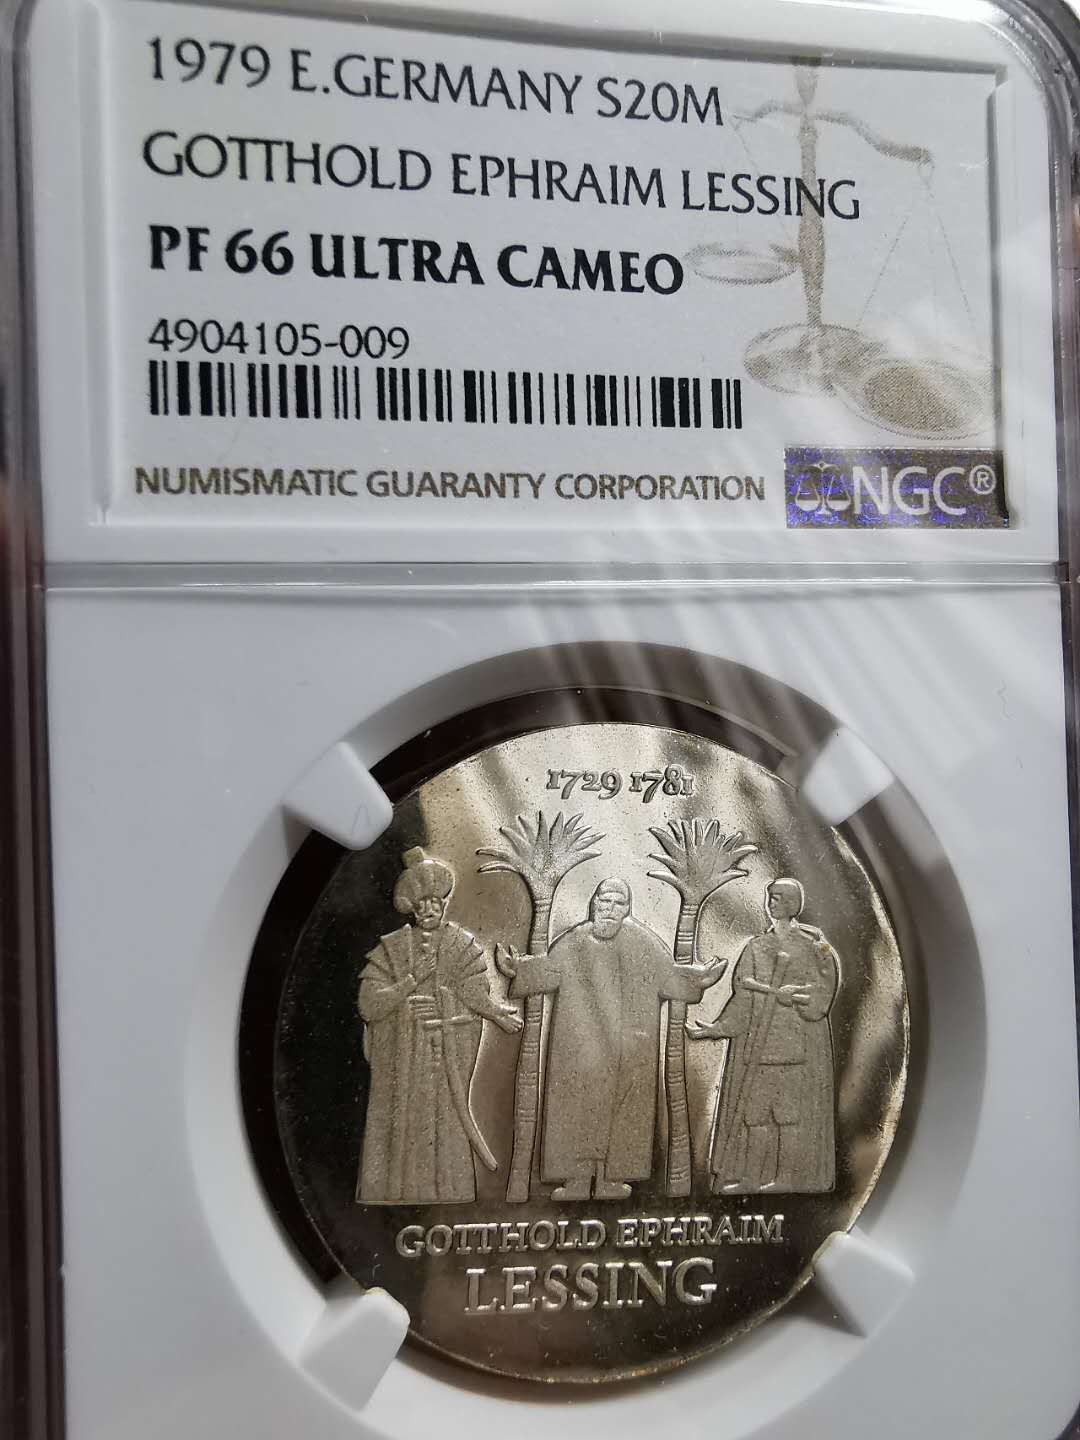 1979 E.GERMANY S20M
GOTTHOLD EPHRAIM LESSING
PF 66 ULTRA CAMEO
4904105-009
NUMISMATIC GUARANTY CORPORATION NGC®
1729 1781
GOTTHOLD EPHRAIM
LESSING